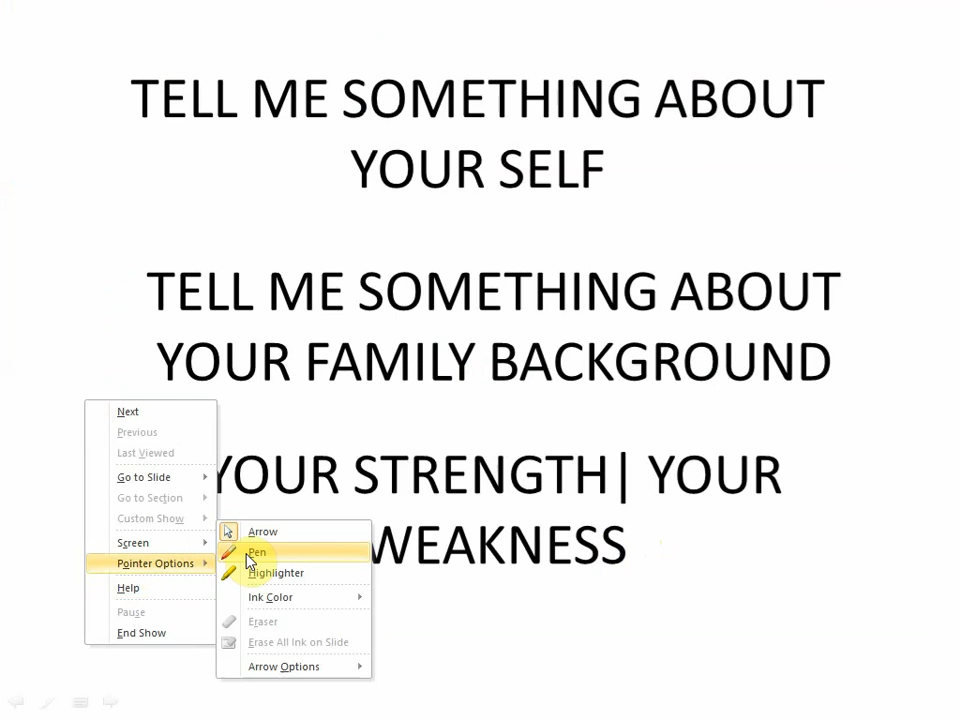 TELL ME SOMETHING ABOUT
YOUR SELF
TELL ME SOMETHING ABOUT
YOUR FAMILY BACKGROUND
YOUR STRENGTH| YOUR
WEAKNESS
Next
Previous
Last Viewed
Go to Slide
Go to Section
Custom Show
Screen
Pointer Options
Help
Pause
End Show
Arrow
Pen
Highlighter
Ink Color
Eraser
Erase All Ink on Slide
Arrow Options